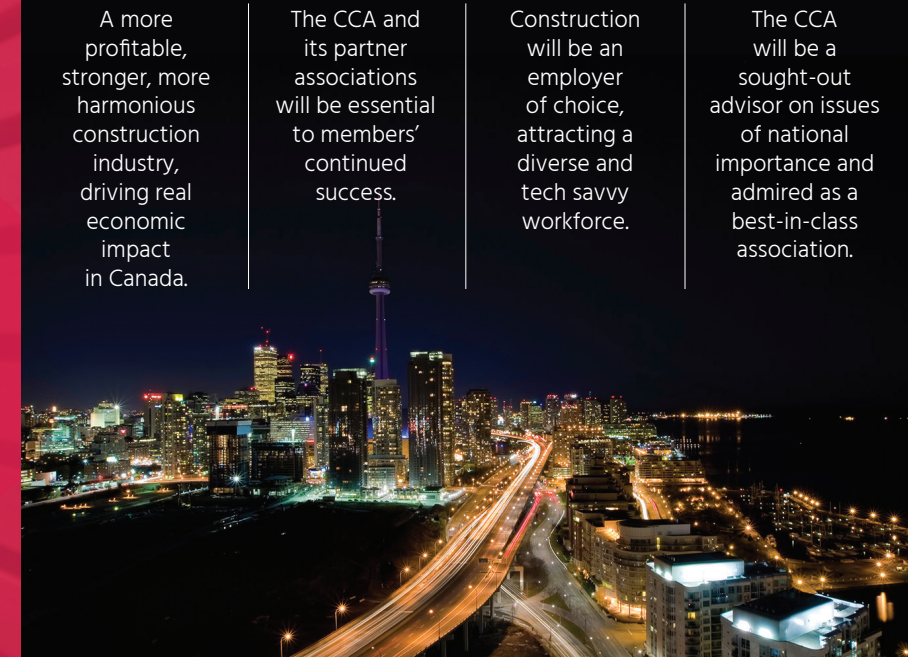 A more
profitable,
stronger, more
harmonious
construction
industry,
driving real
economic
impact
in Canada.
The CCA and
its partner
associations
will be essential
to members’
continued
success.
Construction
will be an
employer
of choice,
attracting a
diverse and
tech savvy
workforce.
The CCA
will be a
sought-out
advisor on issues
of national
importance and
admired as a
best-in-class
association.